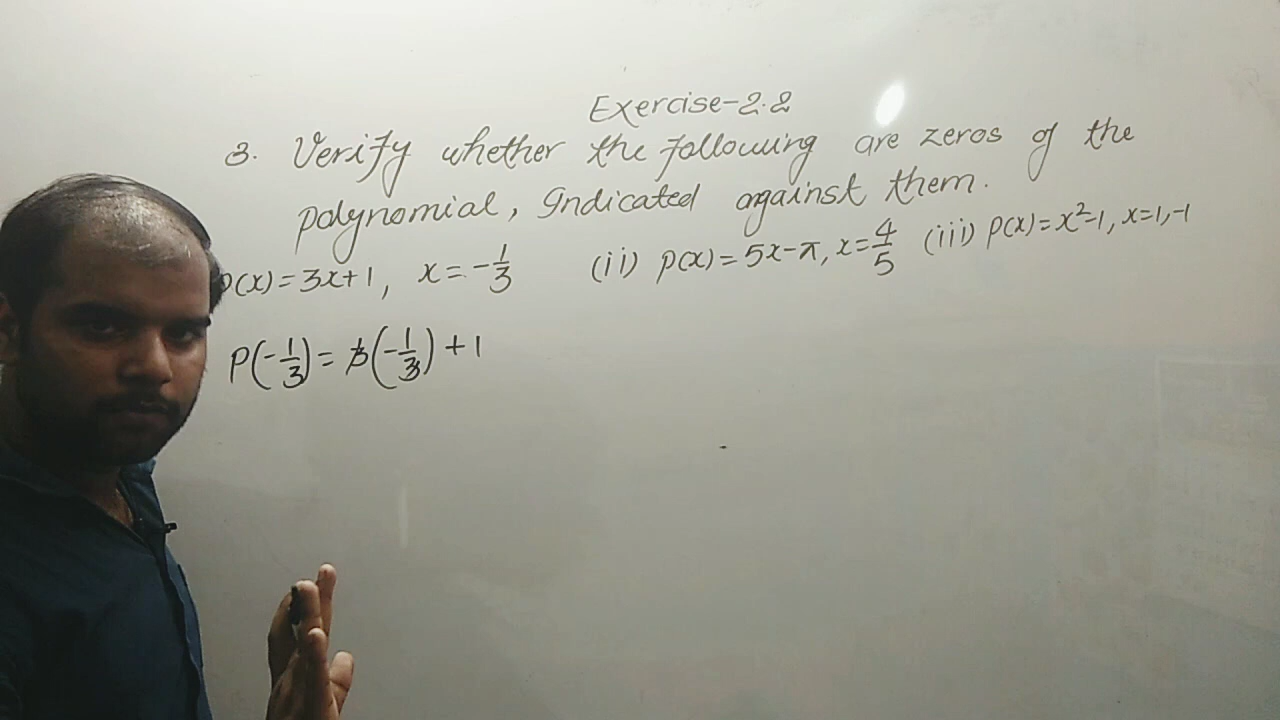 Exercise-2.2
3. Verify whether the following are zeros of the
polynomial, Indicated against them.
p(x)=3x+1, x=-1/3 (ii) p(x)=5x-π, x=4/5 (iii) p(x)=x²-1, x=1,-1
P(-1/3)=3(-1/3)+1